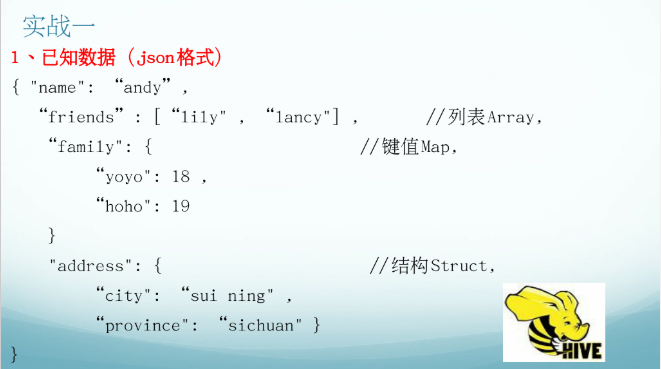 实战一
1、已知数据（json格式）
{ "name": “andy” ,
“friends” : [ “lily" , “lancy"] , //列表Array,
“family": { //键值Map,
“yoyo": 18 ,
“hoho": 19
}
"address": { //结构Struct,
“city": “sui ning" ,
“province": “sichuan" }
}
HIVE